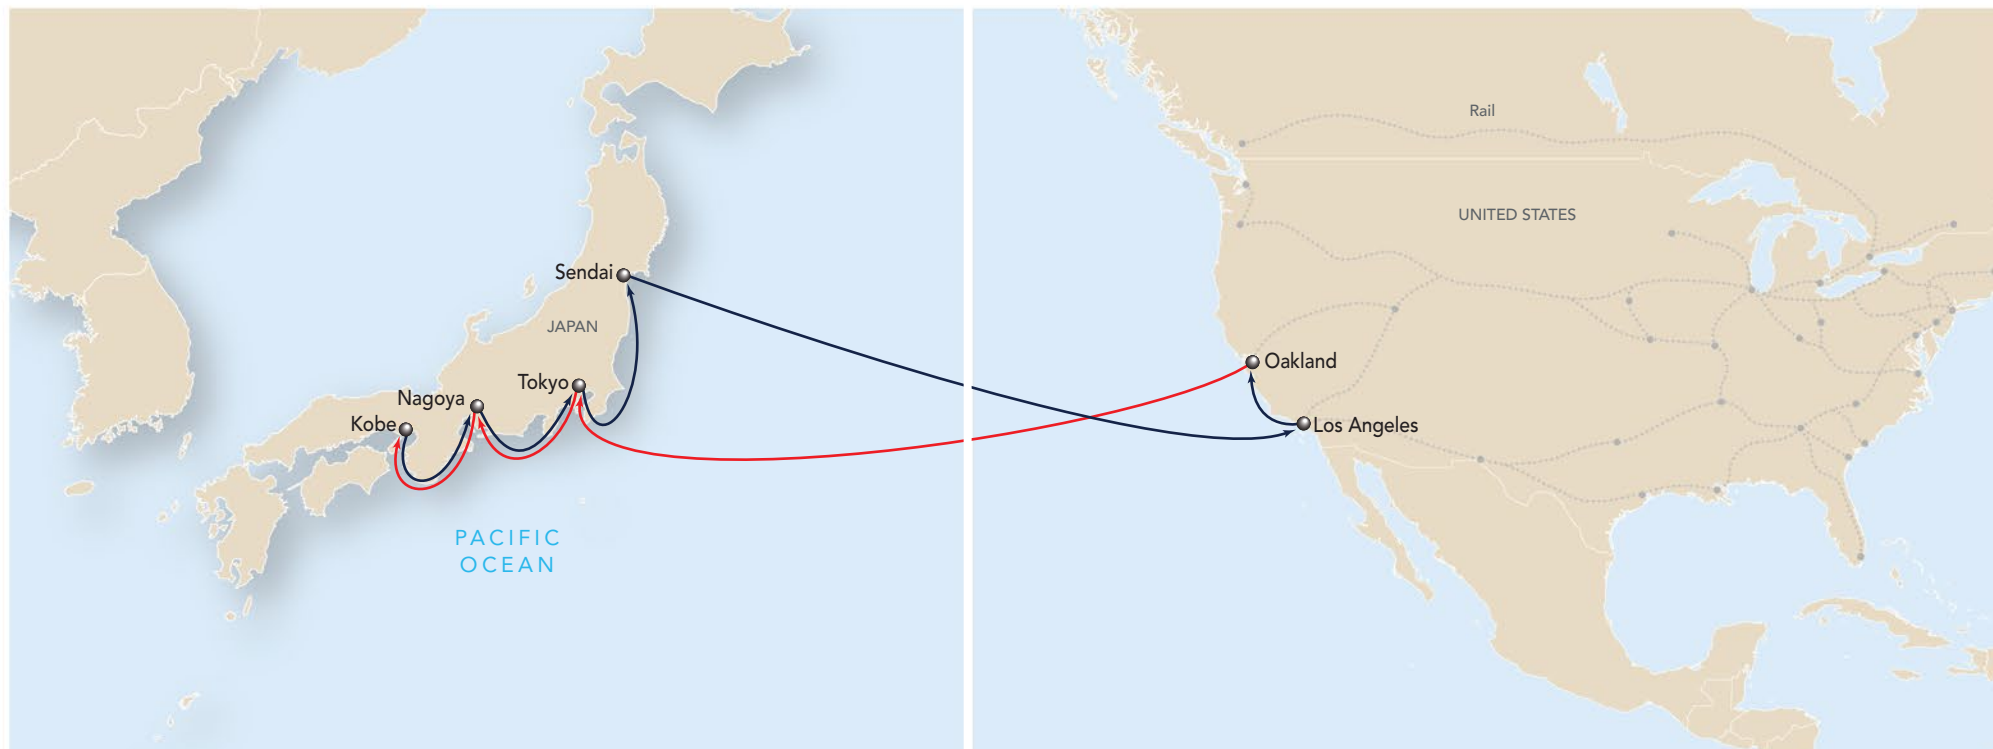 Rail
UNITED STATES
Sendai
JAPAN
Tokyo
Nagoya
Kobe
Oakland
Los Angeles
PACIFIC
OCEAN